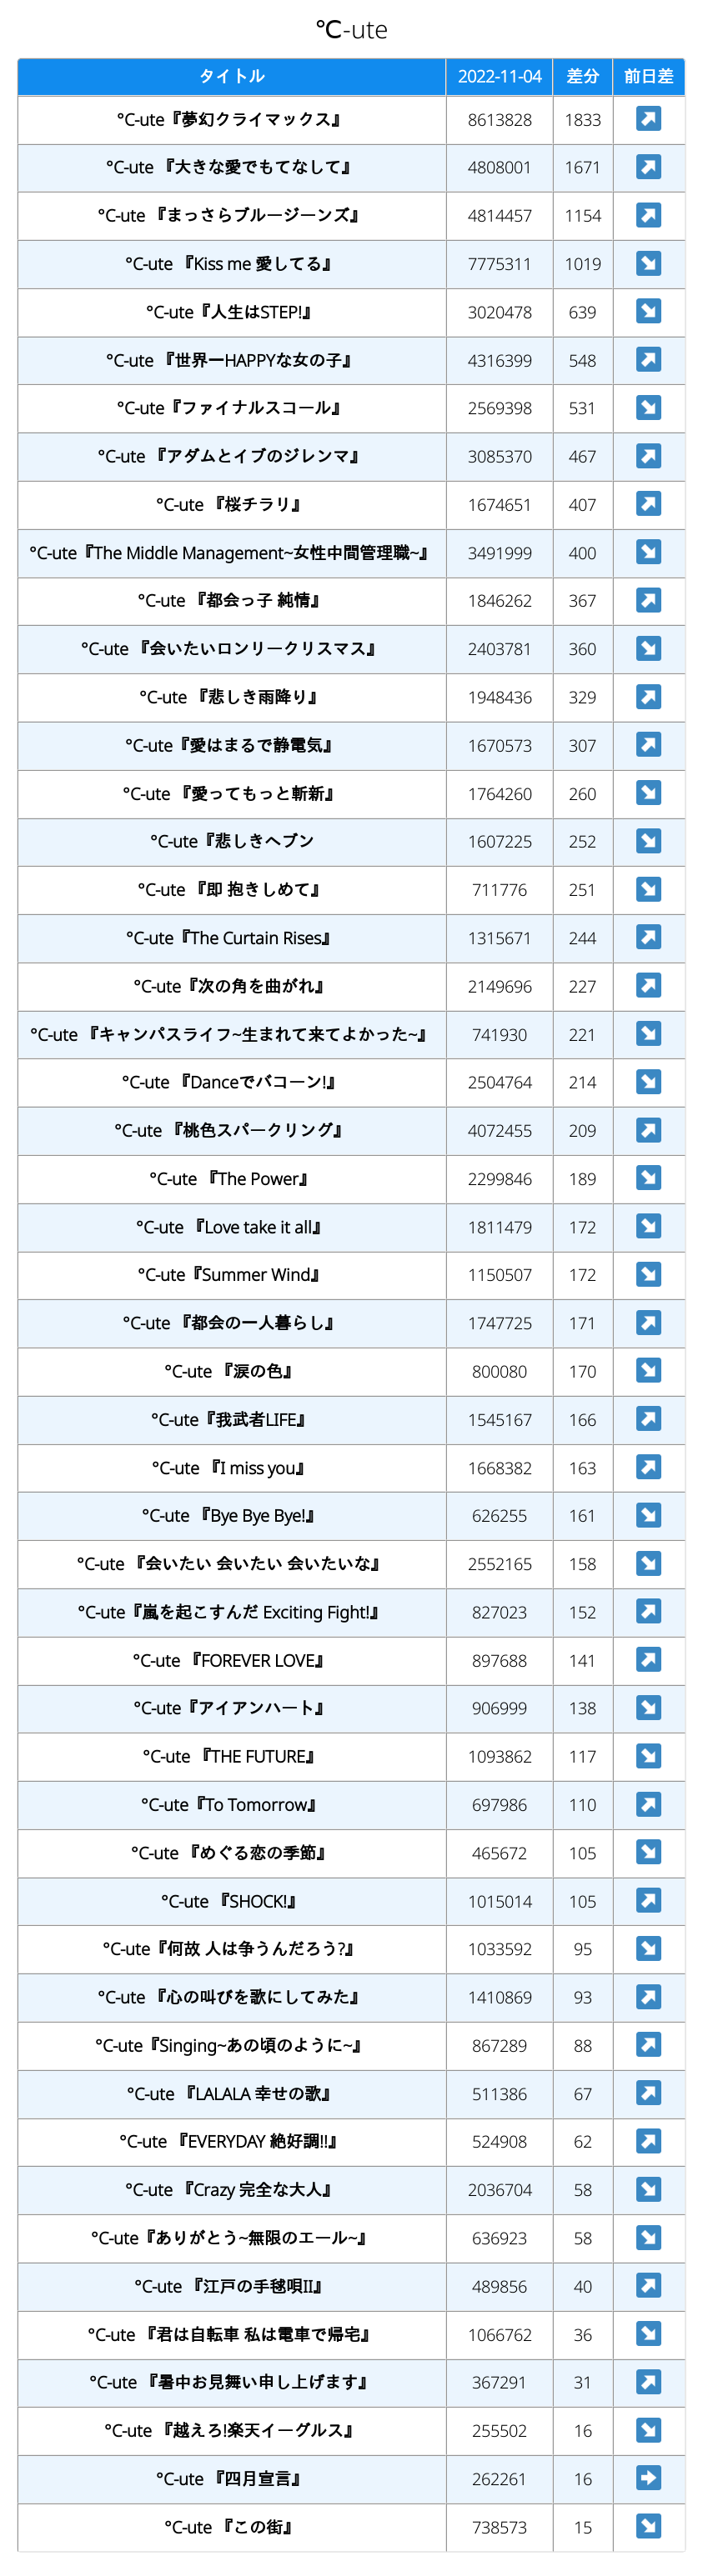 ℃-ute
タイトル 2022-11-04 差分 前日差
°C-ute『夢幻クライマックス』 8613828 1833 ↗
°C-ute 『大きな愛でもてなして』 4808001 1671 ↗
°C-ute 『まっさらブルージーンズ』 4814457 1154 ↗
°C-ute 『Kiss me 愛してる』 7775311 1019 ↘
°C-ute『人生はSTEP!』 3020478 639 ↘
°C-ute 『世界一HAPPYな女の子』 4316399 548 ↗
°C-ute『ファイナルスコール』 2569398 531 ↘
°C-ute 『アダムとイブのジレンマ』 3085370 467 ↗
°C-ute 『桜チラリ』 1674651 407 ↗
°C-ute『The Middle Management~女性中間管理職~』 3491999 400 ↘
°C-ute 『都会っ子 純情』 1846262 367 ↗
°C-ute 『会いたいロンリークリスマス』 2403781 360 ↘
°C-ute 『悲しき雨降り』 1948436 329 ↗
°C-ute『愛はまるで静電気』 1670573 307 ↗
°C-ute 『愛ってもっと斬新』 1764260 260 ↘
°C-ute『悲しきヘブン 1607225 252 ↘
°C-ute 『即 抱きしめて』 711776 251 ↘
°C-ute『The Curtain Rises』 1315671 244 ↗
°C-ute『次の角を曲がれ』 2149696 227 ↗
°C-ute 『キャンパスライフ~生まれて来てよかった~』 741930 221 ↘
°C-ute 『Danceでバコーン!』 2504764 214 ↘
°C-ute 『桃色スパークリング』 4072455 209 ↗
°C-ute 『The Power』 2299846 189 ↘
°C-ute 『Love take it all』 1811479 172 ↘
°C-ute『Summer Wind』 1150507 172 ↘
°C-ute 『都会の一人暮らし』 1747725 171 ↗
°C-ute 『涙の色』 800080 170 ↘
°C-ute『我武者LIFE』 1545167 166 ↗
°C-ute 『I miss you』 1668382 163 ↗
°C-ute 『Bye Bye Bye!』 626255 161 ↘
°C-ute 『会いたい 会いたい 会いたいな』 2552165 158 ↘
°C-ute『嵐を起こすんだ Exciting Fight!』 827023 152 ↗
°C-ute 『FOREVER LOVE』 897688 141 ↗
°C-ute『アイアンハート』 906999 138 ↘
°C-ute 『THE FUTURE』 1093862 117 ↘
°C-ute『To Tomorrow』 697986 110 ↗
°C-ute 『めぐる恋の季節』 465672 105 ↘
°C-ute 『SHOCK!』 1015014 105 ↗
°C-ute『何故 人は争うんだろう?』 1033592 95 ↘
°C-ute 『心の叫びを歌にしてみた』 1410869 93 ↗
°C-ute『Singing~あの頃のように~』 867289 88 ↗
°C-ute 『LALALA 幸せの歌』 511386 67 ↗
°C-ute 『EVERYDAY 絶好調!!』 524908 62 ↗
°C-ute 『Crazy 完全な大人』 2036704 58 ↘
°C-ute『ありがとう~無限のエール~』 636923 58 ↘
°C-ute 『江戸の手毬唄II』 489856 40 ↗
°C-ute 『君は自転車 私は電車で帰宅』 1066762 36 ↘
°C-ute 『暑中お見舞い申し上げます』 367291 31 ↗
°C-ute 『越えろ!楽天イーグルス』 255502 16 ↘
°C-ute 『四月宣言』 262261 16 ➡
°C-ute 『この街』 738573 15 ↘